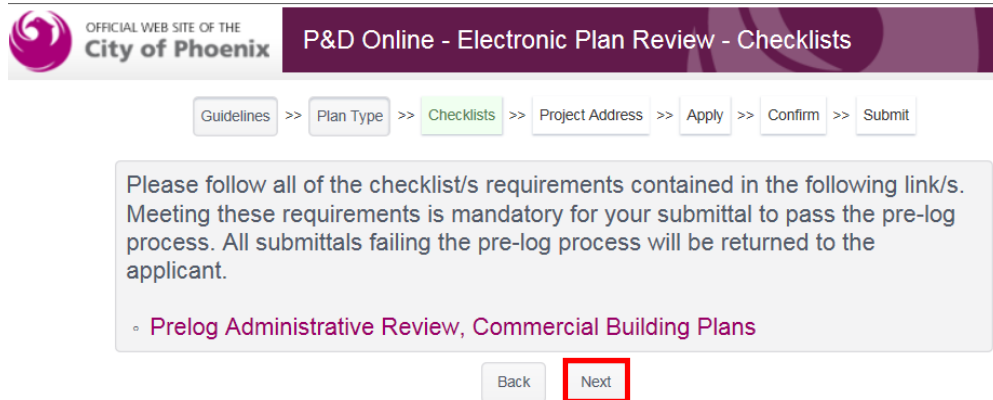 OFFICIAL WEB SITE OF THE
City of Phoenix
P&D Online - Electronic Plan Review - Checklists
Guidelines >> Plan Type >> Checklists >> Project Address >> Apply >> Confirm >> Submit
Please follow all of the checklist/s requirements contained in the following link/s.
Meeting these requirements is mandatory for your submittal to pass the pre-log
process. All submittals failing the pre-log process will be returned to the
applicant.
◦ Prelog Administrative Review, Commercial Building Plans
Back Next